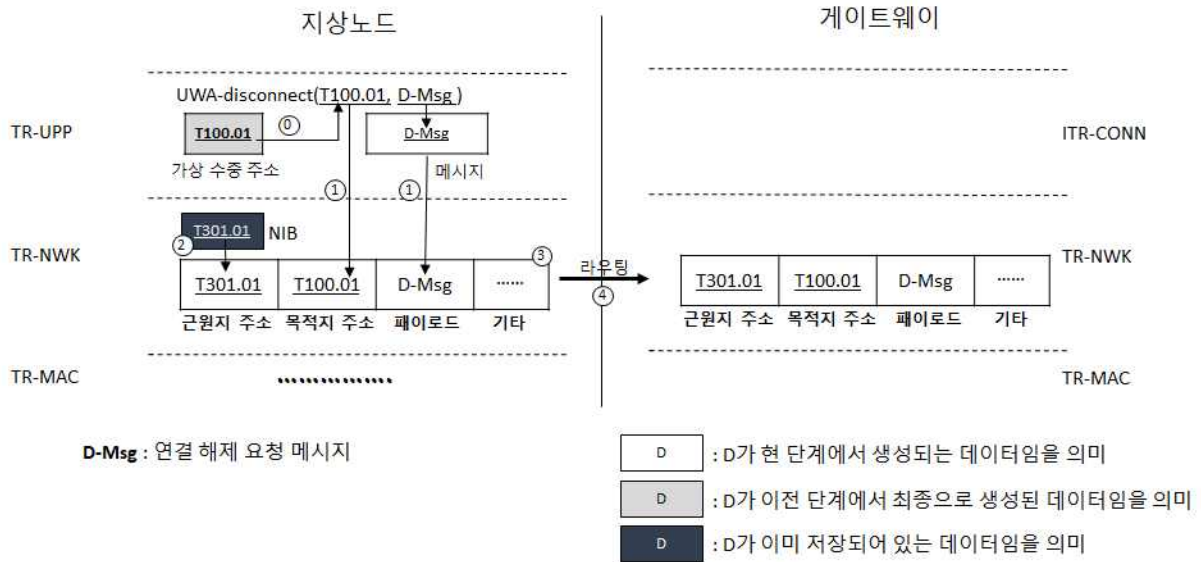 지상노드
게이트웨이
UWA-disconnect(T100.01, D-Msg )
TR-UPP
T100.01
⓪
D-Msg
ITR-CONN
가상 수중 주소
메시지
①
①
T301.01
NIB
②
TR-NWK
③
TR-NWK
라우팅
④
T301.01
T100.01
D-Msg
······
T301.01
T100.01
D-Msg
······
근원지 주소
목적지 주소
패이로드
기타
근원지 주소
목적지 주소
패이로드
기타
TR-MAC
···············
TR-MAC
D-Msg : 연결 해제 요청 메시지
D : D가 현 단계에서 생성되는 데이터임을 의미
D : D가 이전 단계에서 최종으로 생성된 데이터임을 의미
D : D가 이미 저장되어 있는 데이터임을 의미